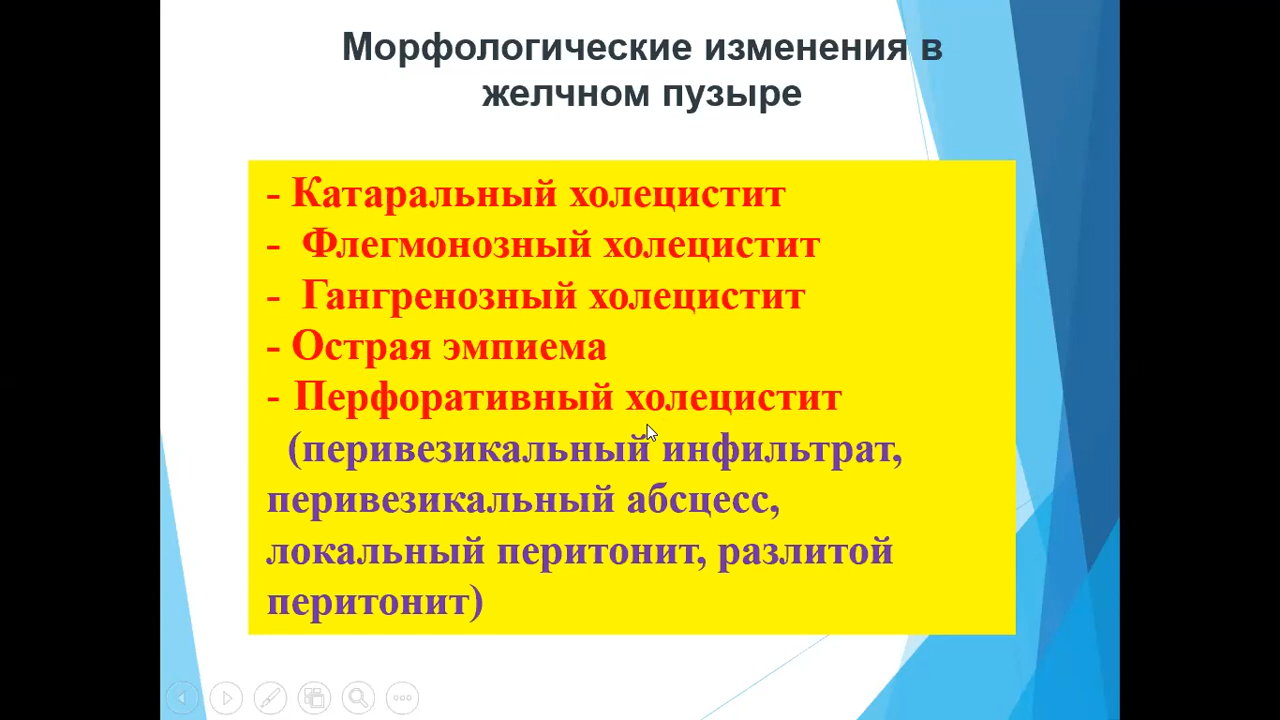 Морфологические изменения в
желчном пузыре
- Катаральный холецистит
- Флегмонозный холецистит
- Гангренозный холецистит
- Острая эмпиема
- Перфоративный холецистит
(перивезикальный инфильтрат,
перивезикальный абсцесс,
локальный перитонит, разлитой
перитонит)